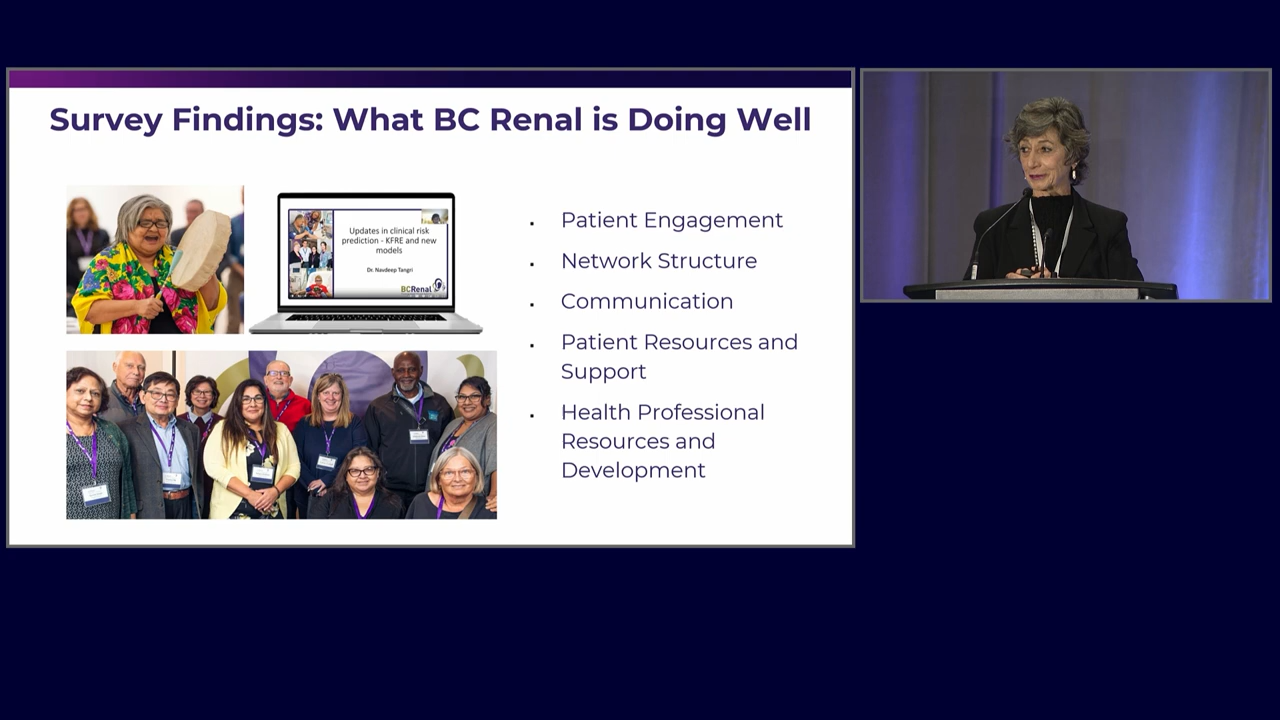 Survey Findings: What BC Renal is Doing Well
Updates in clinical risk
prediction - KFRE and new
models
Dr. Navdeep Tangri
BCRenal
• Patient Engagement
• Network Structure
• Communication
• Patient Resources and
Support
• Health Professional
Resources and
Development